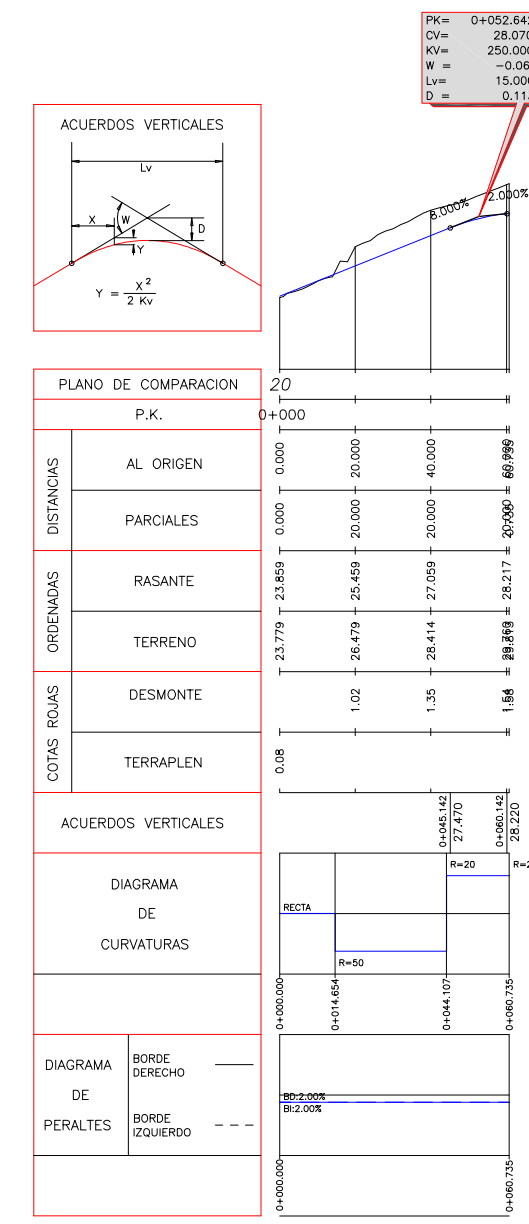 PK= 0+052.642
CV= 28.070
KV= 250.000
W = -0.06
Lv= 15.000
D = 0.11
ACUERDOS VERTICALES
Lv
X
W
D
Y
Y = X²
2 Kv
8.000%
2.000%
PLANO DE COMPARACION 20
P.K. 0+000
DISTANCIAS
AL ORIGEN 0.000 20.000 40.000
PARCIALES 0.000 20.000 20.000
ORDENADAS
RASANTE 23.859 25.459 27.059 28.217
TERRENO 23.779 26.479 28.414
COTAS ROJAS
DESMONTE 1.02 1.35
TERRAPLEN 0.08
ACUERDOS VERTICALES 0+045.142 27.470 0+060.142 28.220
DIAGRAMA
DE
CURVATURAS
RECTA
R=50
R=20
R=2
0+000.000 0+014.654 0+044.107 0+060.735
DIAGRAMA
DE
PERALTES
BORDE
DERECHO
BORDE
IZQUIERDO
BD:2.00%
BI:2.00%
0+000.000 0+060.735